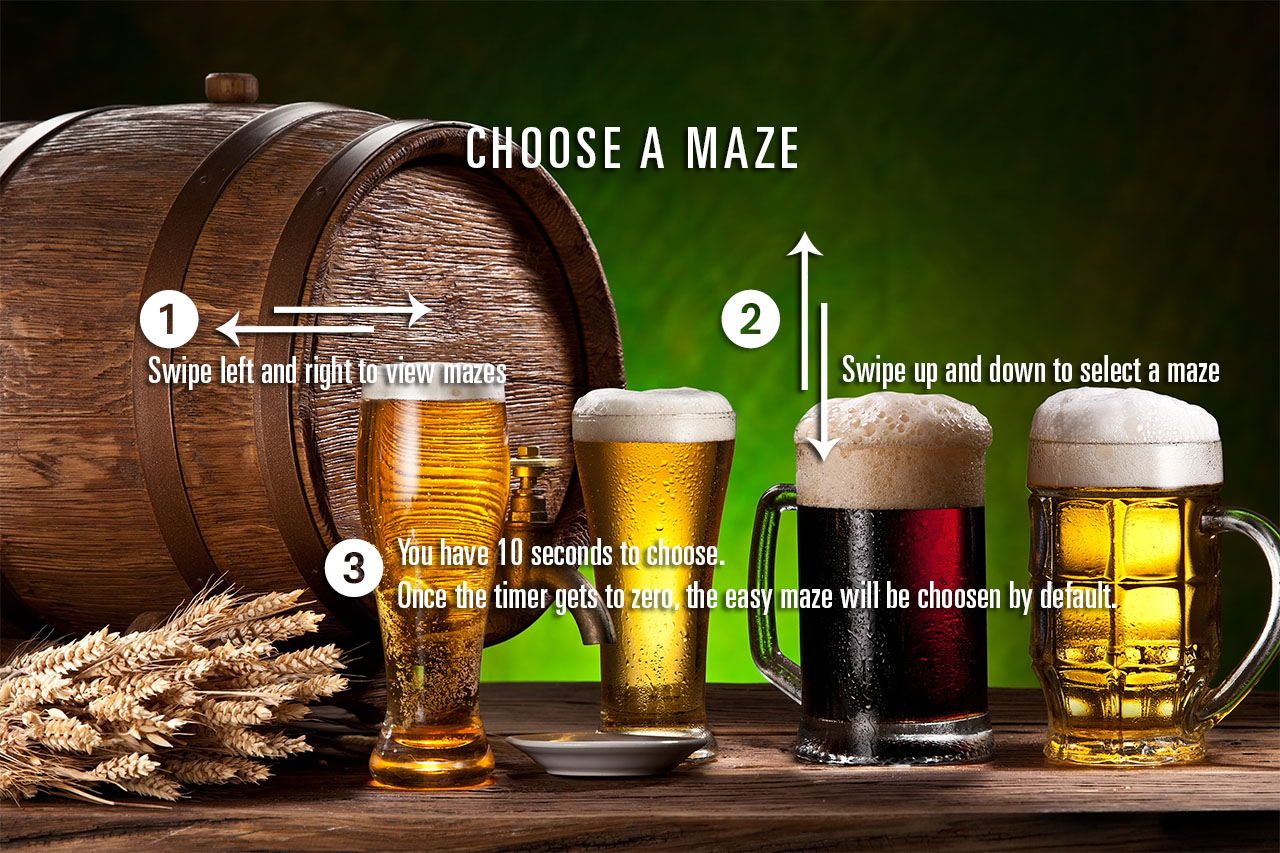 CHOOSE A MAZE
1
Swipe left and right to view mazes
2
Swipe up and down to select a maze
3
You have 10 seconds to choose.
Once the timer gets to zero, the easy maze will be choosen by default.